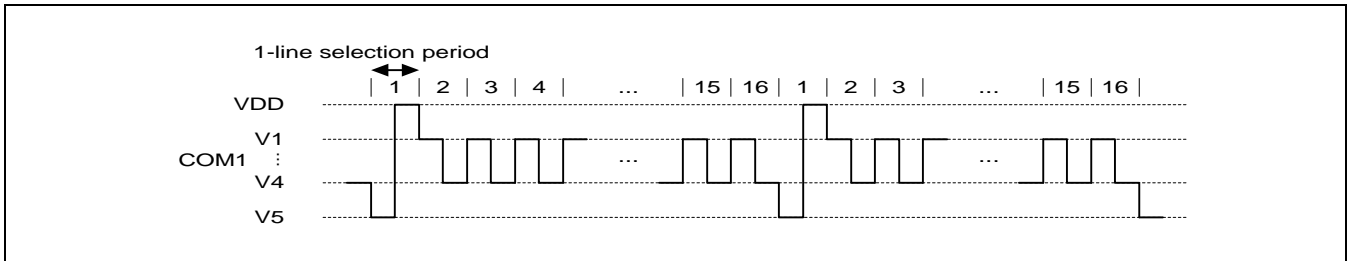 1-line selection period
| 1 | 2 | 3 | 4 | ... | 15 | 16 | 1 | 2 | 3 | ... | 15 | 16 |
VDD
V1
COM1 ⋮ ... ...
V4
V5